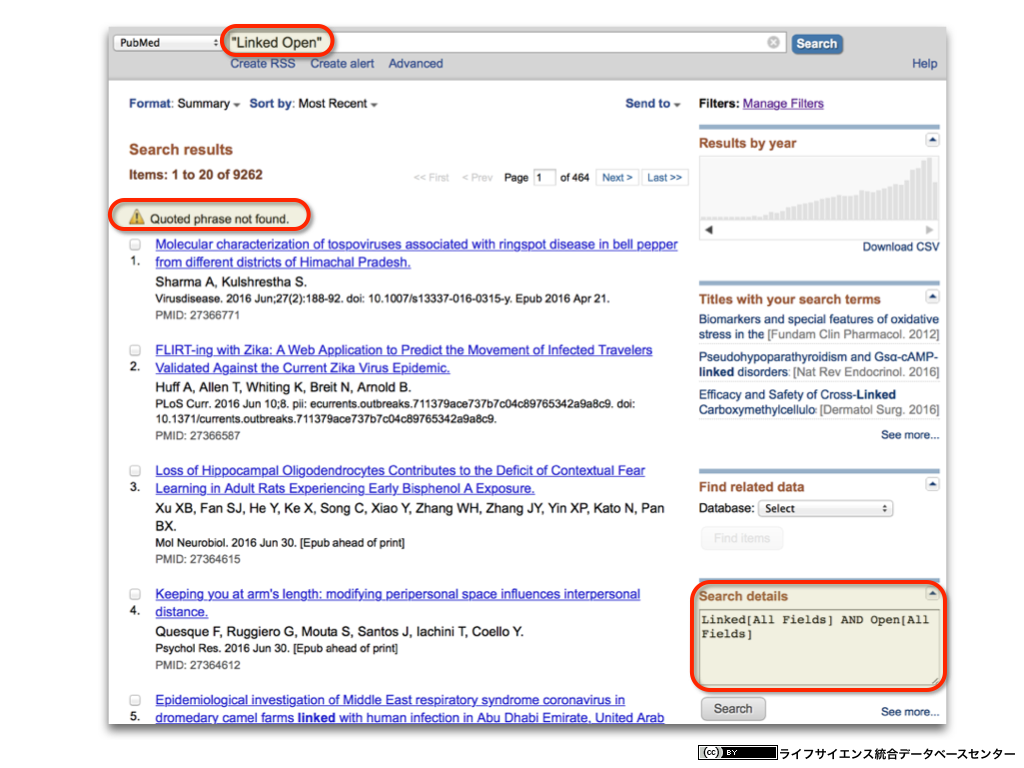 PubMed "Linked Open" Search
Create RSS Create alert Advanced Help
Format: Summary Sort by: Most Recent Send to Filters: Manage Filters
Search results
Items: 1 to 20 of 9262
<< First < Prev Page 1 of 464 Next > Last >>
Quoted phrase not found.
1. Molecular characterization of tospoviruses associated with ringspot disease in bell pepper
from different districts of Himachal Pradesh.
Sharma A, Kulshrestha S.
Virusdisease. 2016 Jun;27(2):188-92. doi: 10.1007/s13337-016-0315-y. Epub 2016 Apr 21.
PMID: 27366771
2. FLIRT-ing with Zika: A Web Application to Predict the Movement of Infected Travelers
Validated Against the Current Zika Virus Epidemic.
Huff A, Allen T, Whiting K, Breit N, Arnold B.
PLoS Curr. 2016 Jun 10;8. pii: ecurrents.outbreaks.711379ace737b7c04c89765342a9a8c9. doi:
10.1371/currents.outbreaks.711379ace737b7c04c89765342a9a8c9.
PMID: 27366587
3. Loss of Hippocampal Oligodendrocytes Contributes to the Deficit of Contextual Fear
Learning in Adult Rats Experiencing Early Bisphenol A Exposure.
Xu XB, Fan SJ, He Y, Ke X, Song C, Xiao Y, Zhang WH, Zhang JY, Yin XP, Kato N, Pan
BX.
Mol Neurobiol. 2016 Jun 30. [Epub ahead of print]
PMID: 27364615
4. Keeping you at arm's length: modifying peripersonal space influences interpersonal
distance.
Quesque F, Ruggiero G, Mouta S, Santos J, Iachini T, Coello Y.
Psychol Res. 2016 Jun 30. [Epub ahead of print]
PMID: 27364612
5. Epidemiological investigation of Middle East respiratory syndrome coronavirus in
dromedary camel farms linked with human infection in Abu Dhabi Emirate, United Arab
Results by year
Download CSV
Titles with your search terms
Biomarkers and special features of oxidative
stress in the [Fundam Clin Pharmacol. 2012]
Pseudohypoparathyroidism and Gsα-cAMP-
linked disorders: [Nat Rev Endocrinol. 2016]
Efficacy and Safety of Cross-Linked
Carboxymethylcellulo [Dermatol Surg. 2016]
See more...
Find related data
Database: Select
Find items
Search details
Linked[All Fields] AND Open[All
Fields]
Search See more...
(cc) BY ライフサイエンス統合データベースセンター